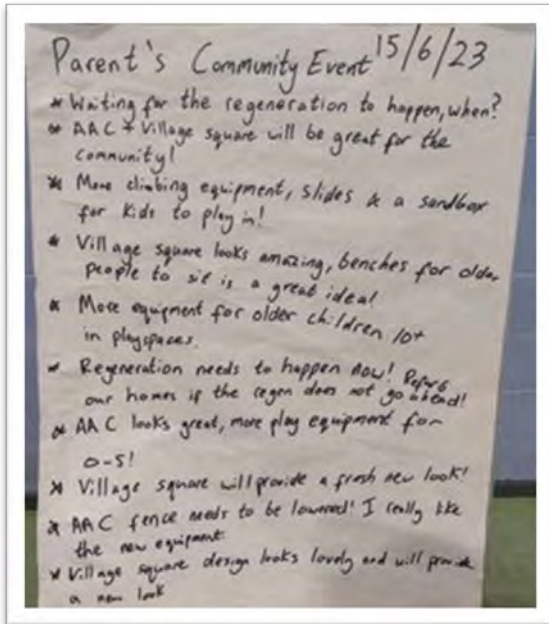 Parent's Community Event 15/6/23
* Waiting for the regeneration to happen, when?
* AAC + Village square will be great for the
community!
* More climbing equipment, slides & a sandbox
for kids to play in!
* Village square looks amazing, benches for older
people to sit is a great idea!
* More equipment for older children 10+
in playspaces.
* Regeneration needs to happen now! Refurb
our homes if the regen does not go ahead!
* AAC looks great, more play equipment for
0-5!
* Village square will provide a fresh new look!
* AAC fence needs to be lowered! I really like
the new equipment.
* Village square design looks lovely and will provide
a new look